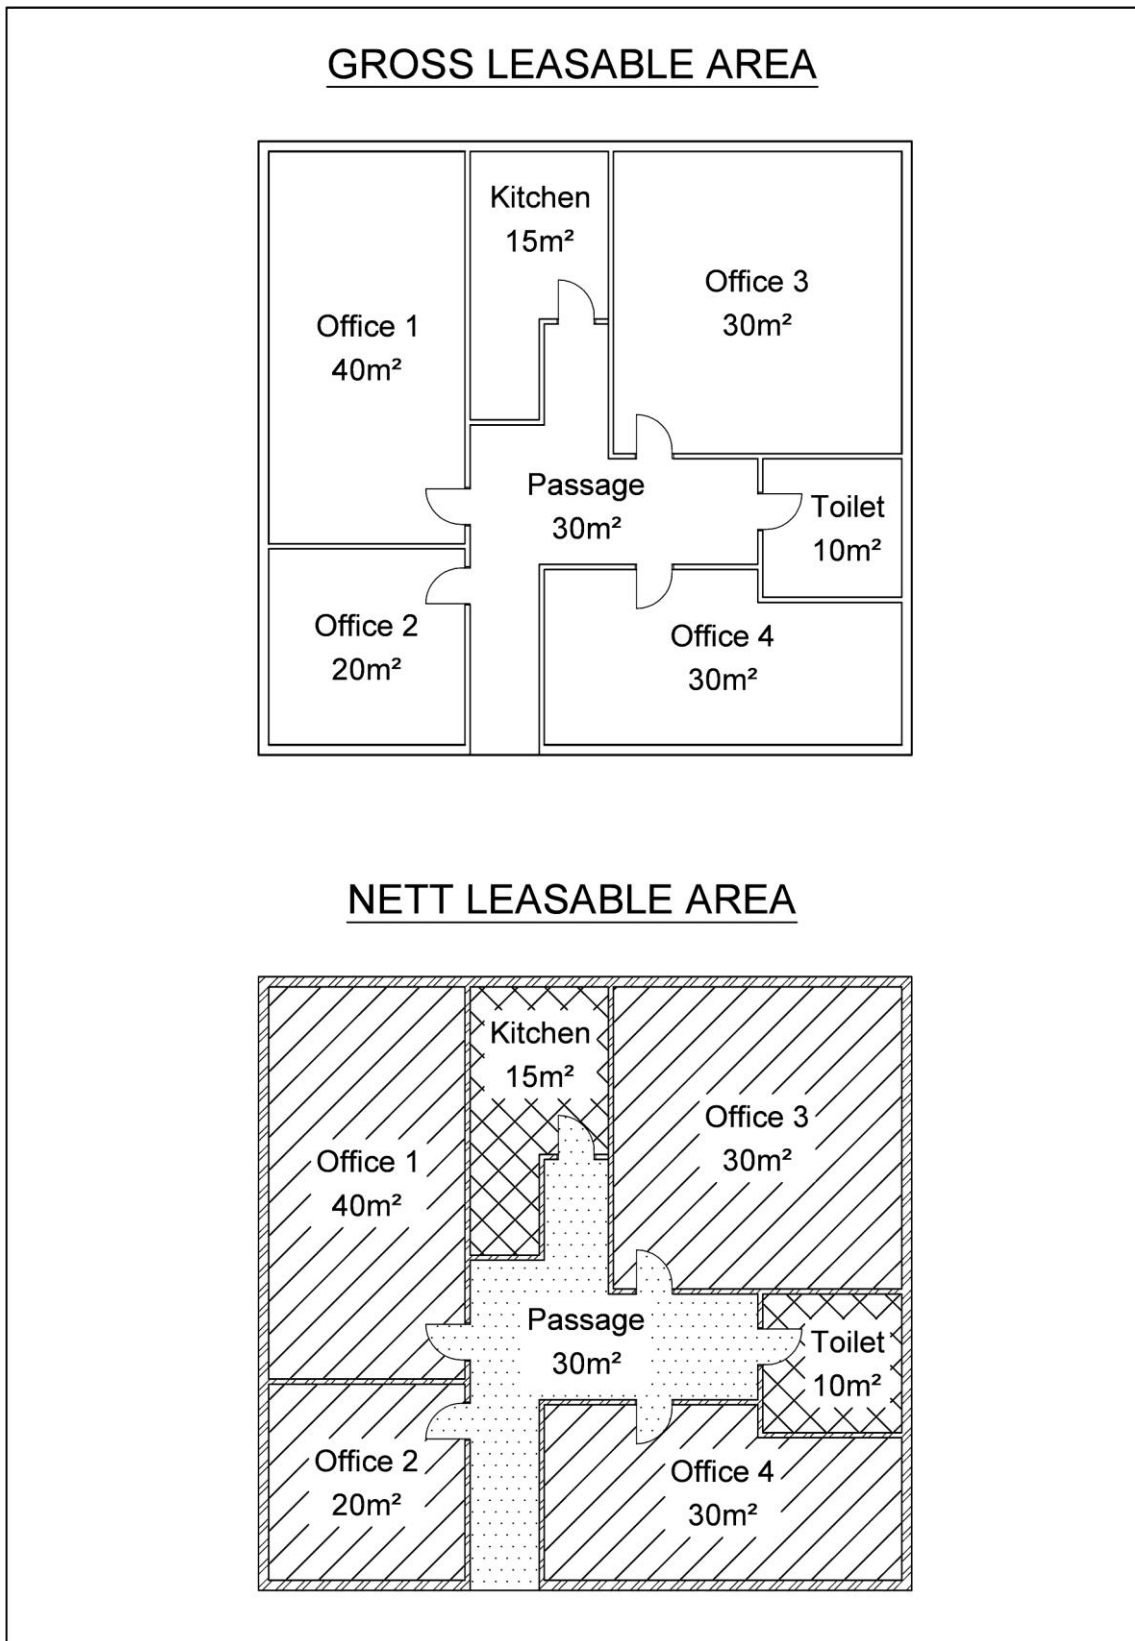 GROSS LEASABLE AREA
Kitchen
15m²
Office 3
30m²
Office 1
40m²
Passage
30m²
Toilet
10m²
Office 2
20m²
Office 4
30m²
NETT LEASABLE AREA
Kitchen
15m²
Office 3
30m²
Office 1
40m²
Passage
30m²
Toilet
10m²
Office 2
20m²
Office 4
30m²